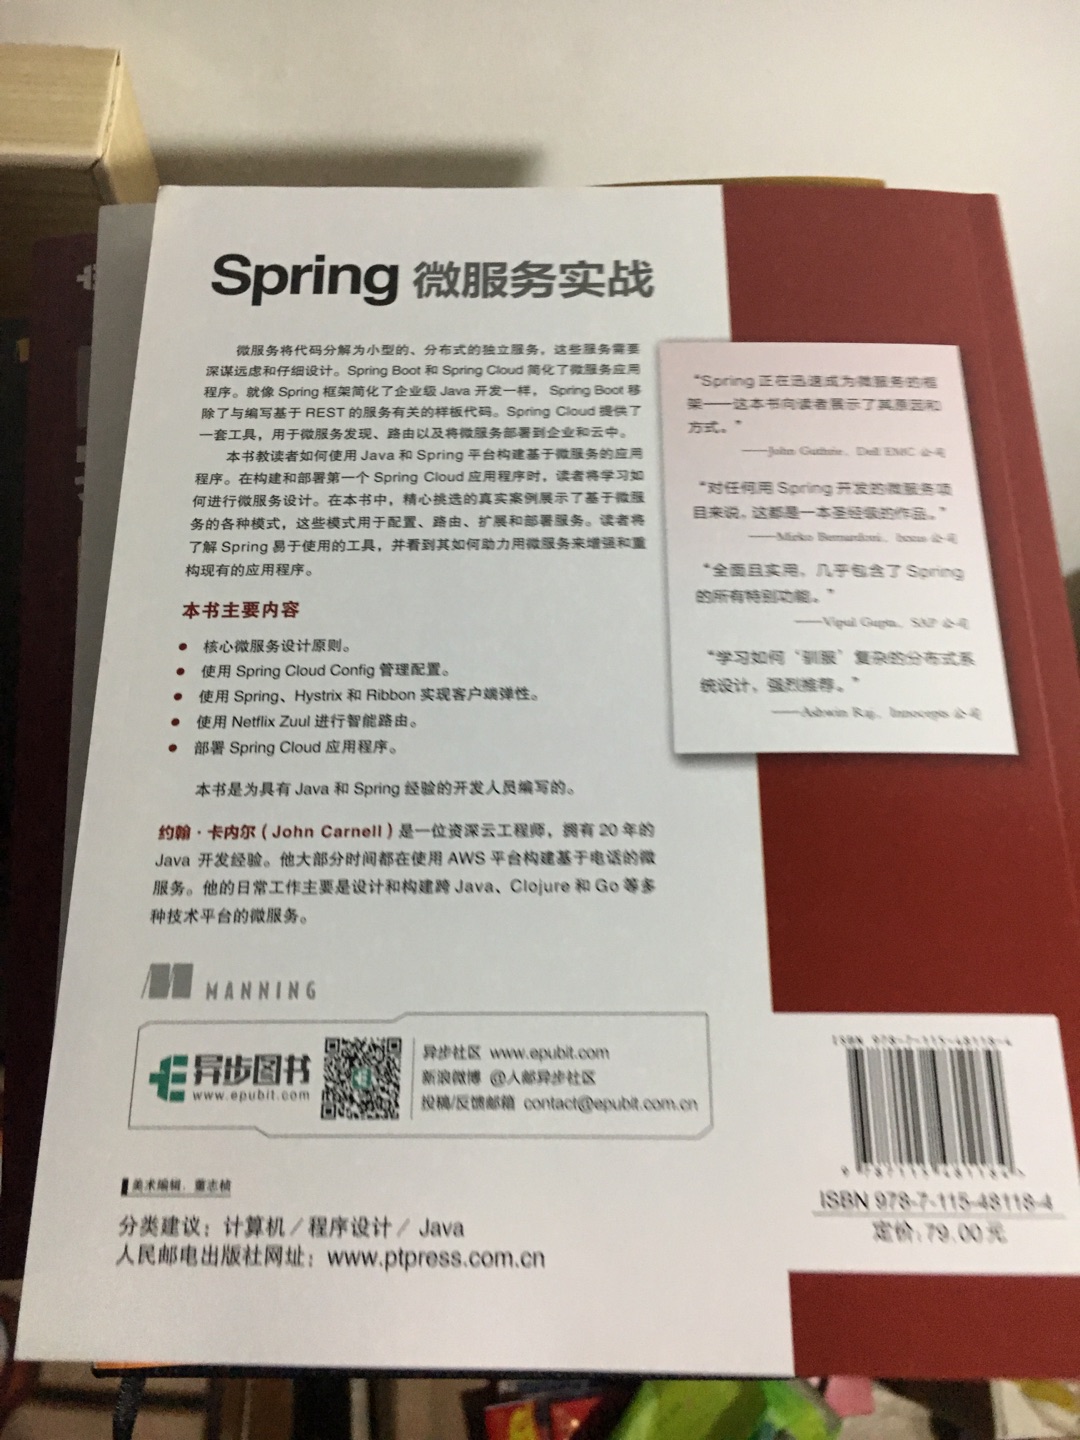 Spring 微服务实战
微服务将代码分解为小型的、分布式的独立服务，这些服务需要
深谋远虑和仔细设计。Spring Boot 和 Spring Cloud 简化了微服务应用
程序。就像 Spring 框架简化了企业级 Java 开发一样， Spring Boot 移
除了与编写基于 REST 的服务有关的样板代码。Spring Cloud 提供了
一套工具，用于微服务发现、路由以及将微服务部署到企业和云中。
本书教读者如何使用 Java 和 Spring 平台构建基于微服务的应用
程序。在构建和部署第一个 Spring Cloud 应用程序时，读者将学习如
何进行微服务设计。在本书中，精心挑选的真实案例展示了基于微服
务的各种模式，这些模式用于配置、路由、扩展和部署服务。读者将
了解 Spring 易于使用的工具，并看到其如何助力用微服务来增强和重
构现有的应用程序。
本书主要内容
● 核心微服务设计原则。
● 使用 Spring Cloud Config 管理配置。
● 使用 Spring、Hystrix 和 Ribbon 实现客户端弹性。
● 使用 Netflix Zuul 进行智能路由。
● 部署 Spring Cloud 应用程序。
本书是为具有 Java 和 Spring 经验的开发人员编写的。
约翰·卡内尔（John Carnell）是一位资深云工程师，拥有 20 年的
Java 开发经验。他大部分时间都在使用 AWS 平台构建基于电话的微
服务。他的日常工作主要是设计和构建跨 Java、Clojure 和 Go 等多
种技术平台的微服务。
“Spring 正在迅速成为微服务的框
架——这本书向读者展示了其原因和
方式。”
——John Guthrie，Dell EMC 公司
“对任何用 Spring 开发的微服务项
目来说，这都是一本圣经级的作品。”
——Mirko Bernardoni，Ixxus 公司
“全面且实用，几乎包含了 Spring
的所有特别功能。”
——Vipul Gupta，SAP 公司
“学习如何‘驯服’复杂的分布式系
统设计，强烈推荐。”
——Ashwin Raj，Innocepts 公司
MANNING
异步图书
www.epubit.com
异步社区 www.epubit.com
新浪微博 @人邮异步社区
投稿/反馈邮箱 contact@epubit.com.cn
美术编辑：董志桢
分类建议：计算机／程序设计／Java
人民邮电出版社网址：www.ptpress.com.cn
ISBN 978-7-115-48118-4
9 787115 481184 >
ISBN 978-7-115-48118-4
定价：79.00 元